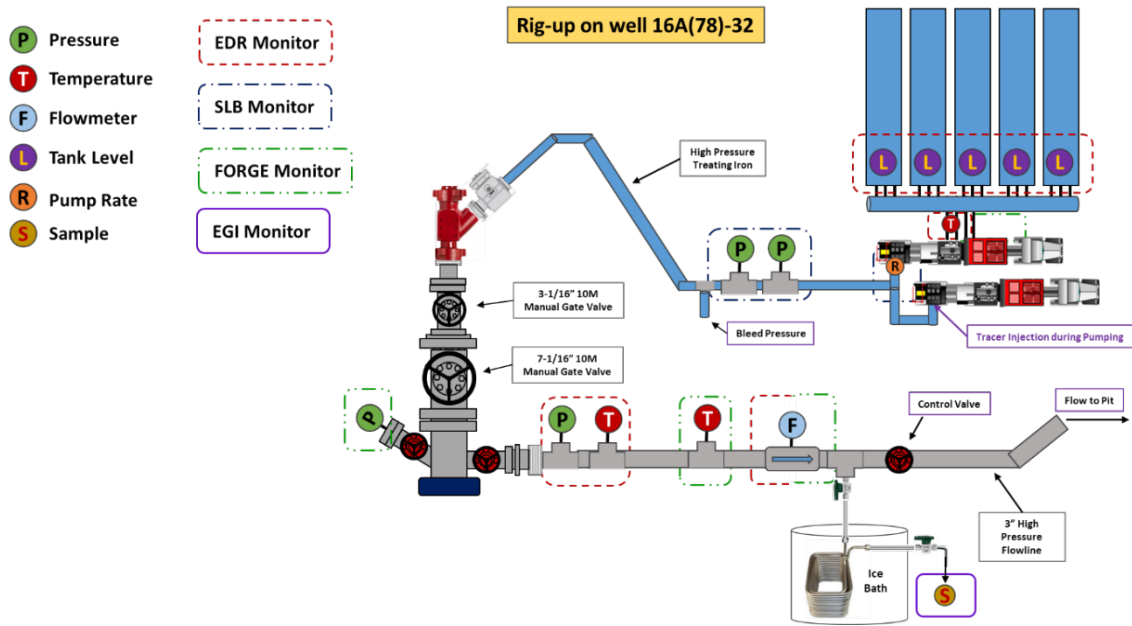 Rig-up on well 16A(78)-32
P Pressure
T Temperature
F Flowmeter
L Tank Level
R Pump Rate
S Sample
EDR Monitor
SLB Monitor
FORGE Monitor
EGI Monitor
L L L L L
High Pressure
Treating Iron
T
P P
R
3-1/16” 10M
Manual Gate Valve
Bleed Pressure
Tracer Injection during Pumping
7-1/16” 10M
Manual Gate Valve
P
P T
T
F
Control Valve
Flow to Pit
3” High
Pressure
Flowline
Ice
Bath
S